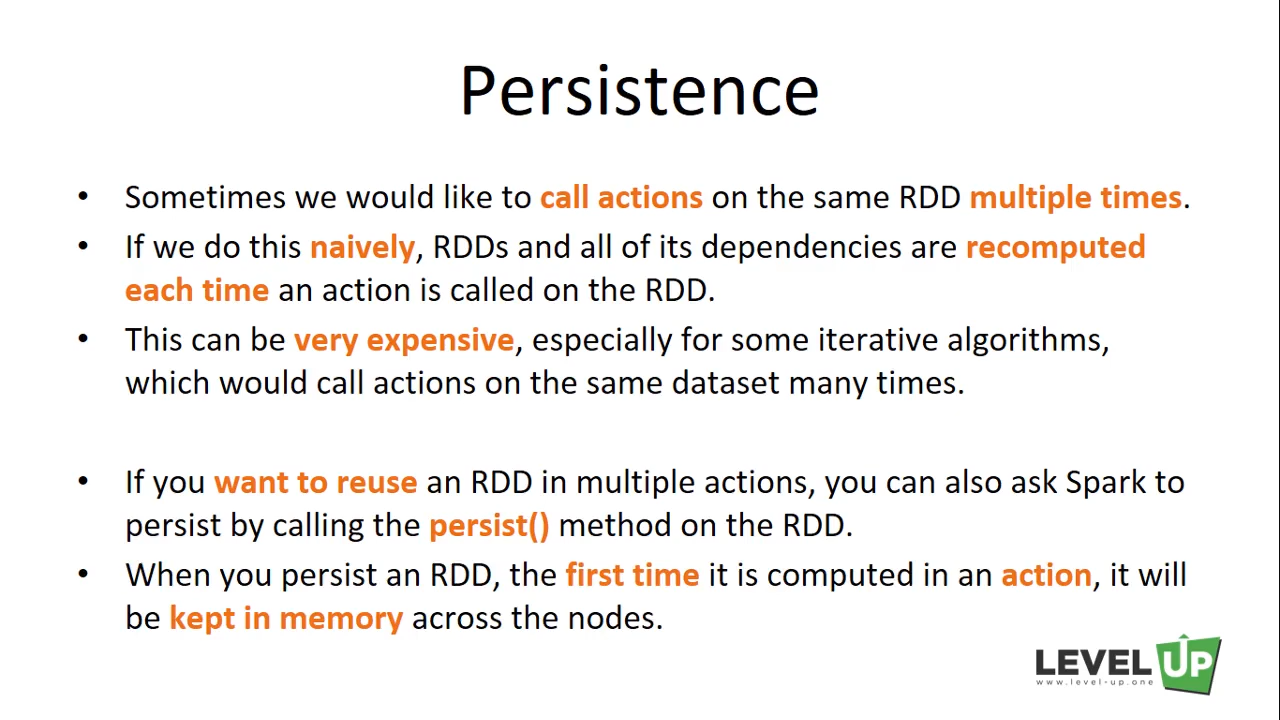 Persistence
• Sometimes we would like to call actions on the same RDD multiple times.
• If we do this naively, RDDs and all of its dependencies are recomputed
each time an action is called on the RDD.
• This can be very expensive, especially for some iterative algorithms,
which would call actions on the same dataset many times.
• If you want to reuse an RDD in multiple actions, you can also ask Spark to
persist by calling the persist() method on the RDD.
• When you persist an RDD, the first time it is computed in an action, it will
be kept in memory across the nodes.
LEVEL UP
www.level-up.one